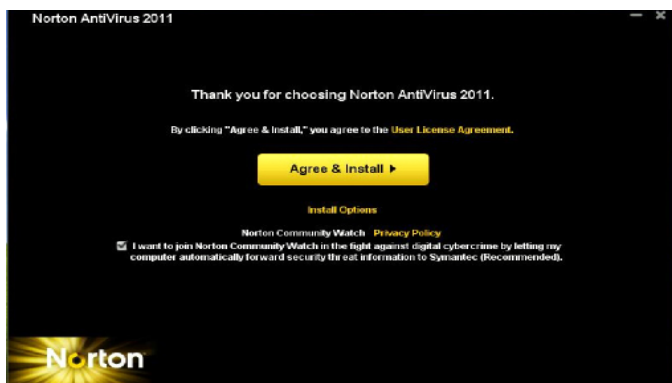 Norton AntiVirus 2011
Thank you for choosing Norton AntiVirus 2011.
By clicking "Agree & Install," you agree to the User License Agreement.
Agree & Install
Install Options
Norton Community Watch Privacy Policy
I want to join Norton Community Watch in the fight against digital cybercrime by letting my
computer automatically forward security threat information to Symantec (Recommended).
Norton